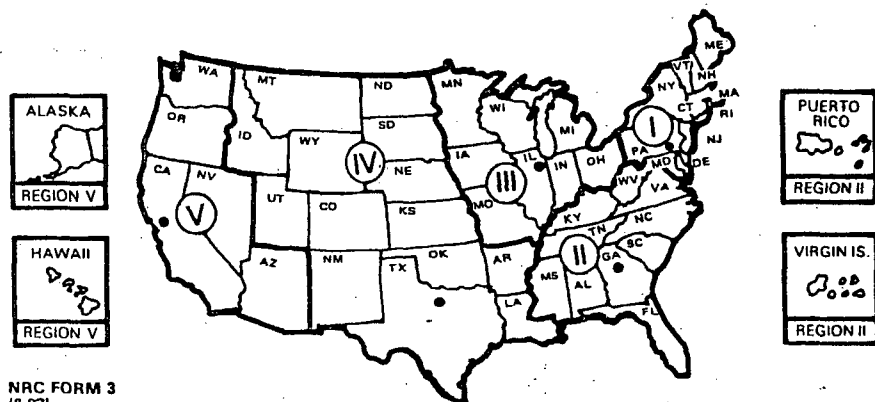 ALASKA
REGION V
HAWAII
REGION V
WA
OR
CA
NV
ID
MT
WY
UT
AZ
CO
NM
ND
SD
NE
KS
OK
TX
MN
IA
MO
AR
LA
WI
IL
MI
IN
OH
KY
TN
MS
AL
GA
FL
SC
NC
VA
WV
PA
MD
DE
NJ
NY
CT
RI
MA
VT
NH
ME
V
IV
III
II
I
PUERTO
RICO
REGION II
VIRGIN IS.
REGION II
NRC FORM 3